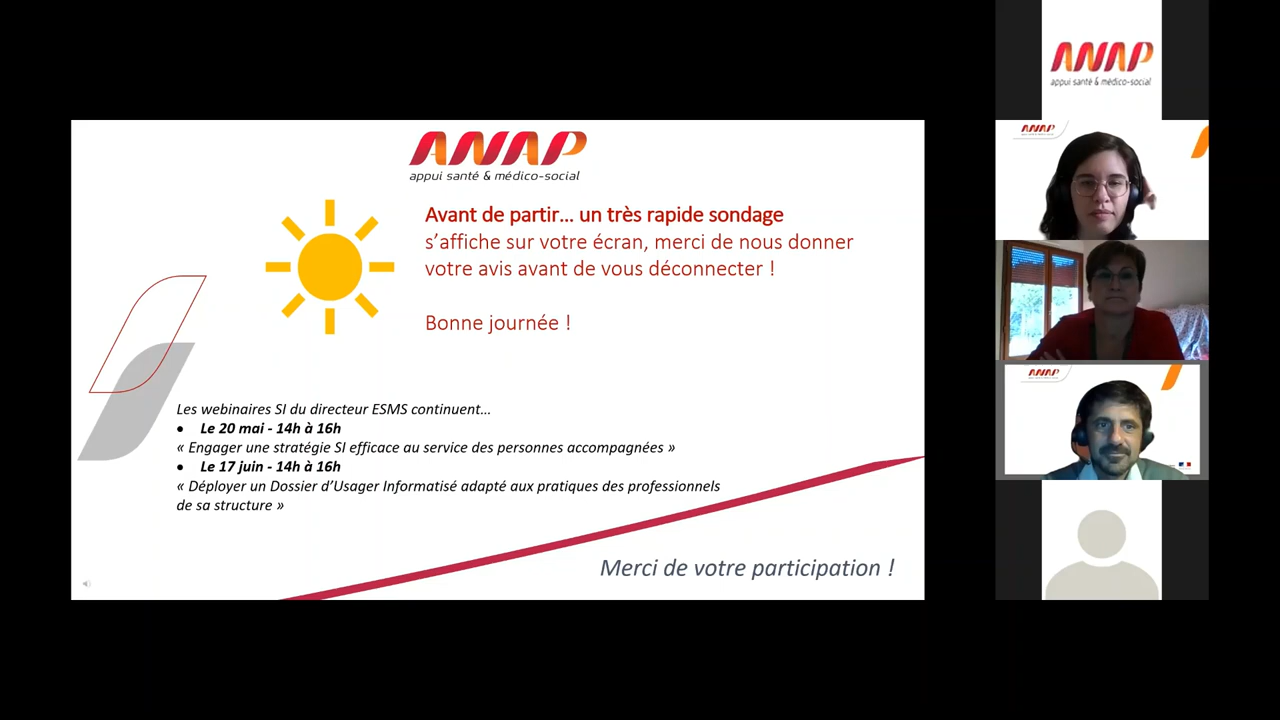 ANAP
appui santé & médico-social
Avant de partir... un très rapide sondage
s'affiche sur votre écran, merci de nous donner
votre avis avant de vous déconnecter !
Bonne journée !
Les webinaires SI du directeur ESMS continuent...
• Le 20 mai - 14h à 16h
« Engager une stratégie SI efficace au service des personnes accompagnées »
• Le 17 juin - 14h à 16h
« Déployer un Dossier d'Usager Informatisé adapté aux pratiques des professionnels
de sa structure »
Merci de votre participation !
ANAP
appui santé & médico-social
ANAP
ANAP